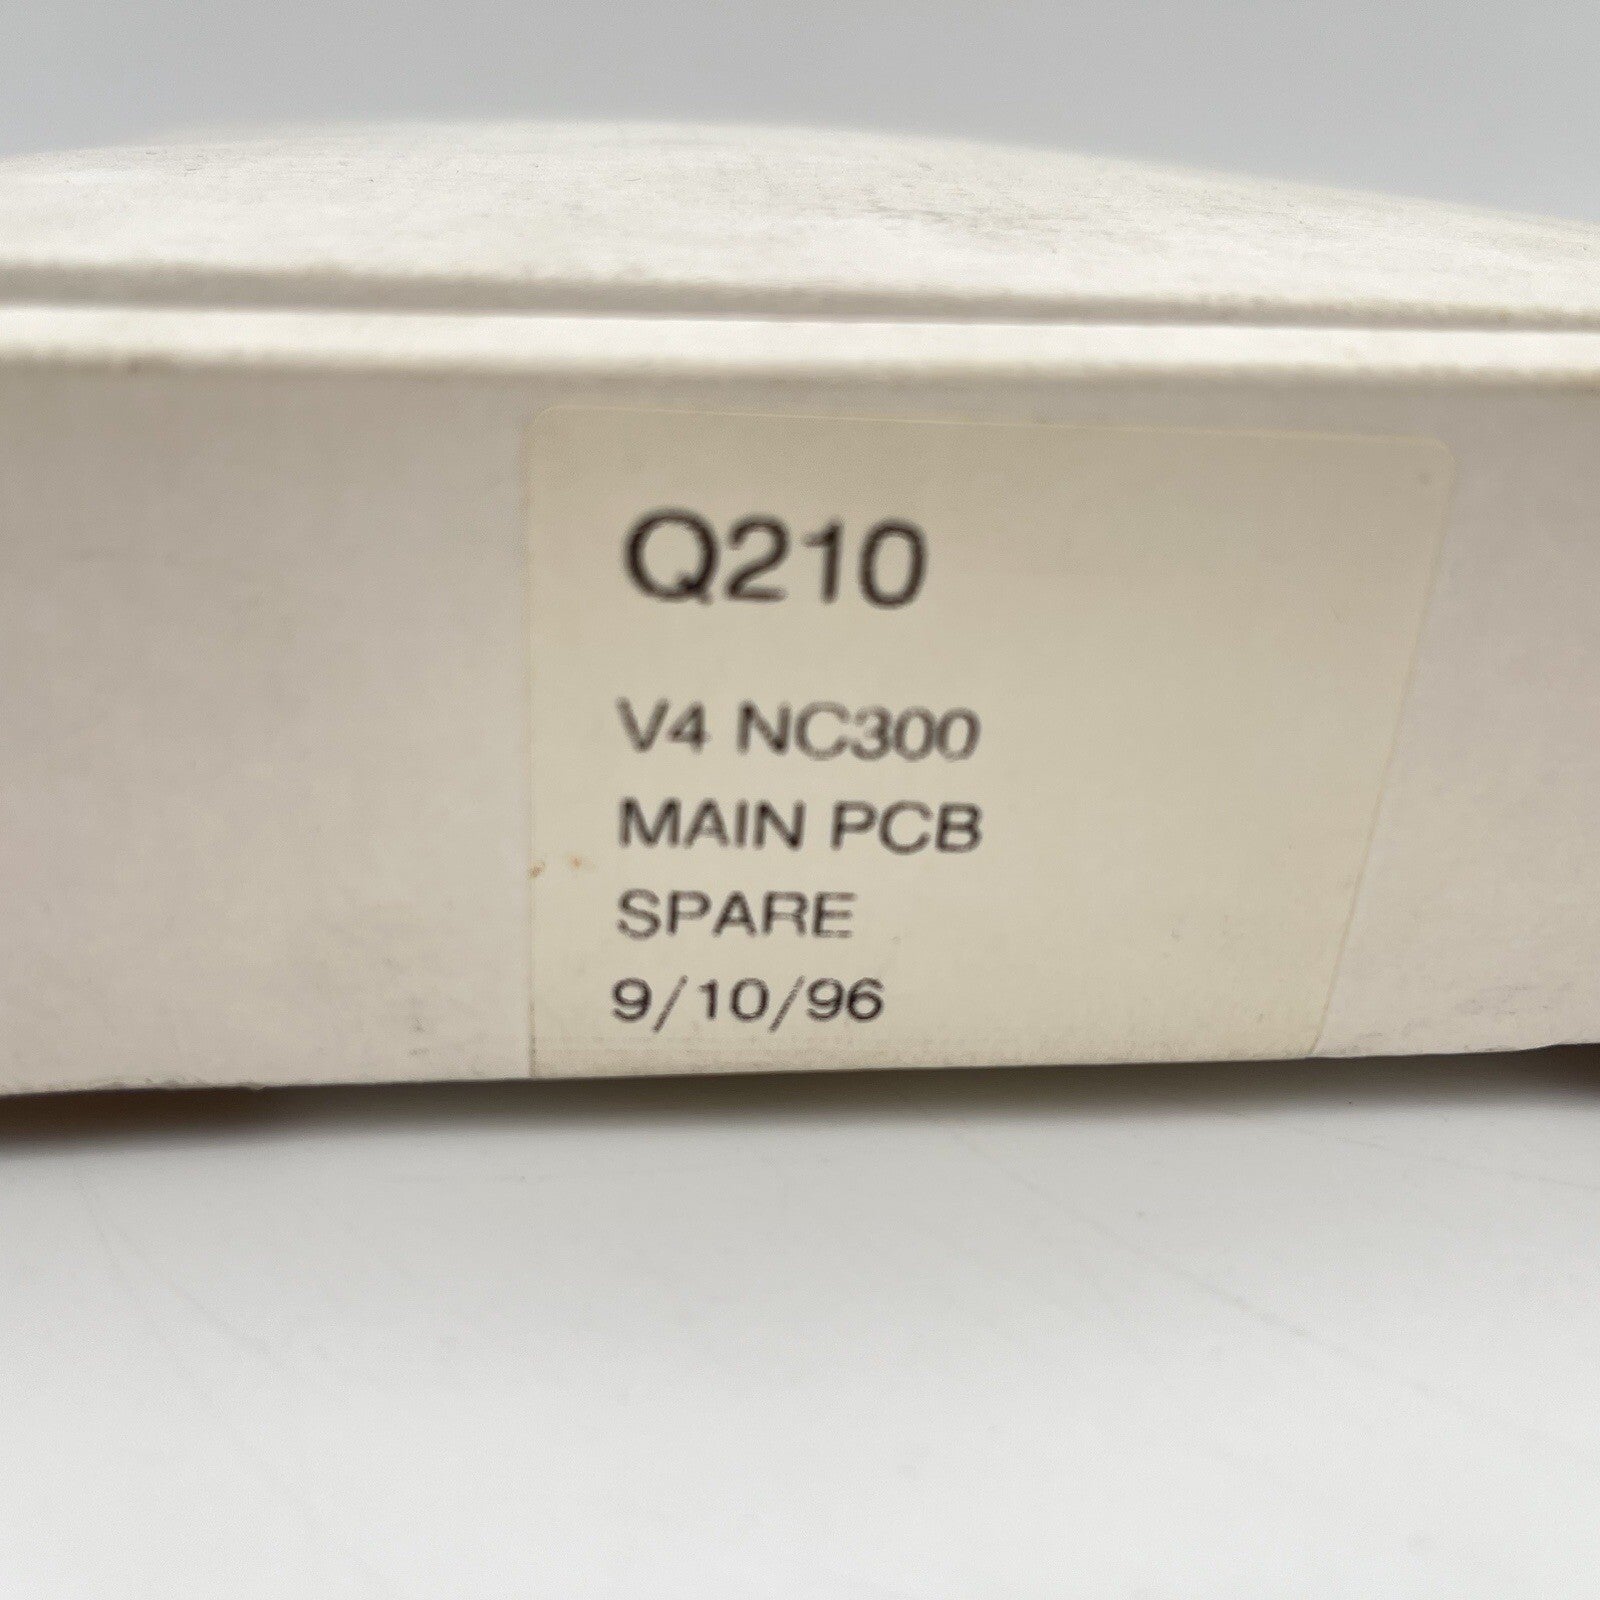 Q210
V4 NC300
MAIN PCB
SPARE
9/10/96